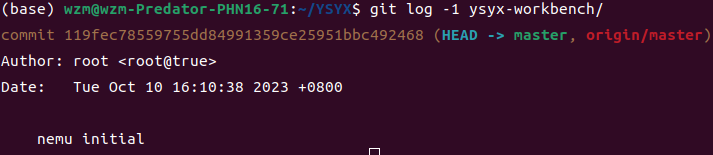 (base) wzm@wzm-Predator-PHN16-71:~/YSYX$ git log -1 ysyx-workbench/
commit 119fec78559755dd84991359ce25951bbc492468 (HEAD -> master, origin/master)
Author: root <root@true>
Date:   Tue Oct 10 16:10:38 2023 +0800
    nemu initial